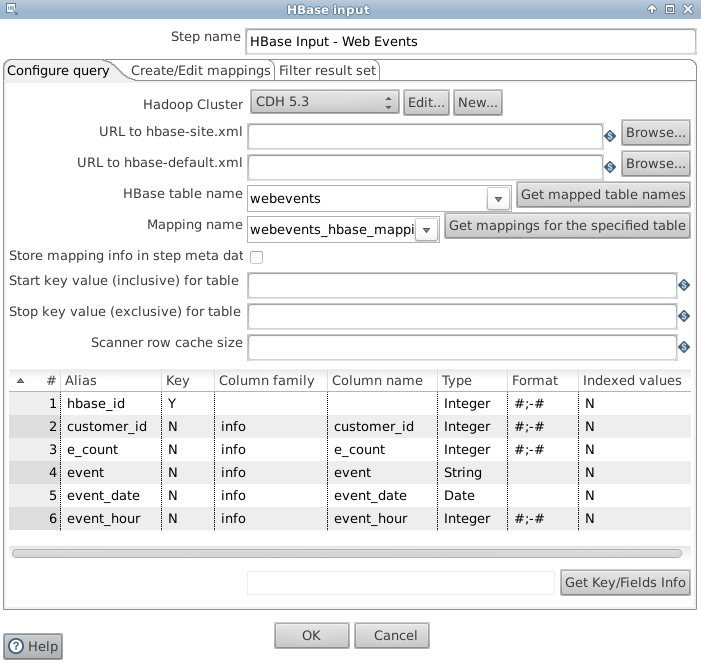 HBase input
Step name HBase Input - Web Events
Configure query Create/Edit mappings Filter result set
Hadoop Cluster CDH 5.3 Edit... New...
URL to hbase-site.xml Browse...
URL to hbase-default.xml Browse...
HBase table name webevents Get mapped table names
Mapping name webevents_hbase_mappi Get mappings for the specified table
Store mapping info in step meta dat
Start key value (inclusive) for table
Stop key value (exclusive) for table
Scanner row cache size
# Alias Key Column family Column name Type Format Indexed values
1 hbase_id Y Integer #;-# N
2 customer_id N info customer_id Integer #;-# N
3 e_count N info e_count Integer #;-# N
4 event N info event String N
5 event_date N info event_date Date N
6 event_hour N info event_hour Integer #;-# N
Get Key/Fields Info
OK Cancel
Help